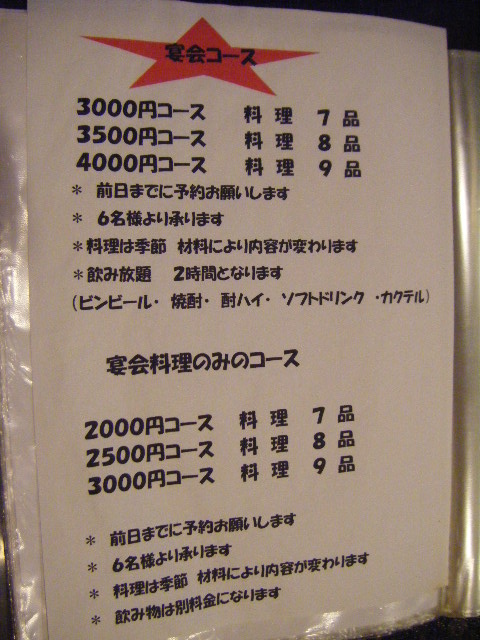 宴会コース
3000円コース 料理 7品
3500円コース 料理 8品
4000円コース 料理 9品
* 前日までに予約お願いします
* 6名様より承ります
*料理は季節 材料により内容が変わります
*飲み放題 2時間となります
(ビンビール・ 焼酎・ 酎ハイ・ ソフトドリンク ・カクテル)
宴会料理のみのコース
2000円コース 料理 7品
2500円コース 料理 8品
3000円コース 料理 9品
* 前日までに予約お願いします
* 6名様より承ります
* 料理は季節 材料により内容が変わります
* 飲み物は別料金になります